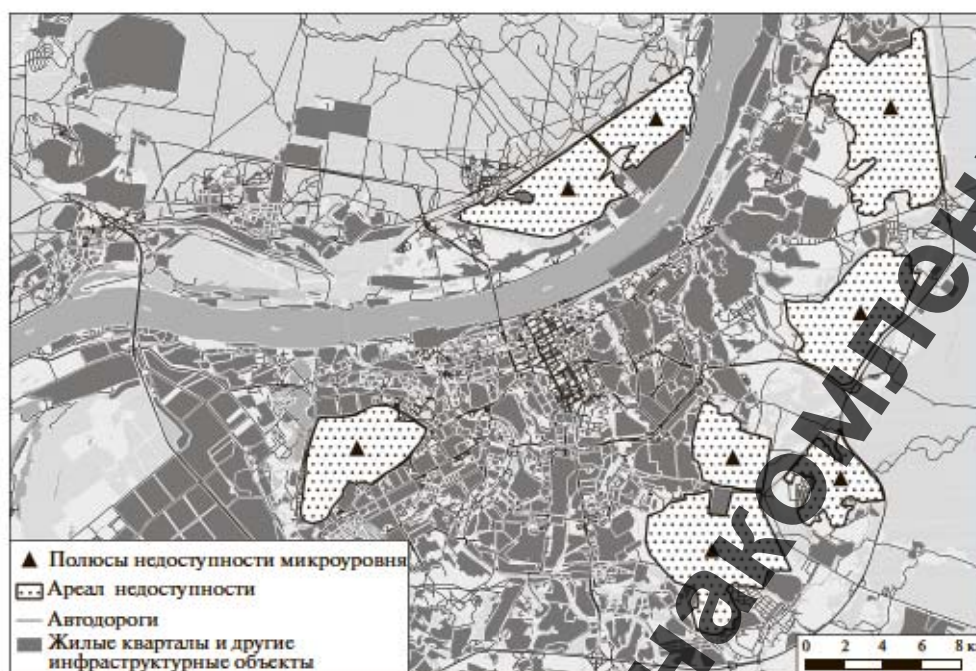 Полюсы недоступности микроуровня
Ареал недоступности
Автодороги
Жилые кварталы и другие
инфраструктурные объекты
0 2 4 6 8